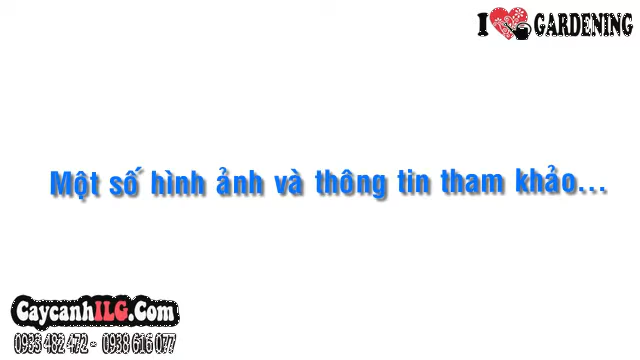 I GARDENING
Một số hình ảnh và thông tin tham khảo...
CaycanhILG.Com
0933 482 472 - 0938 616 077